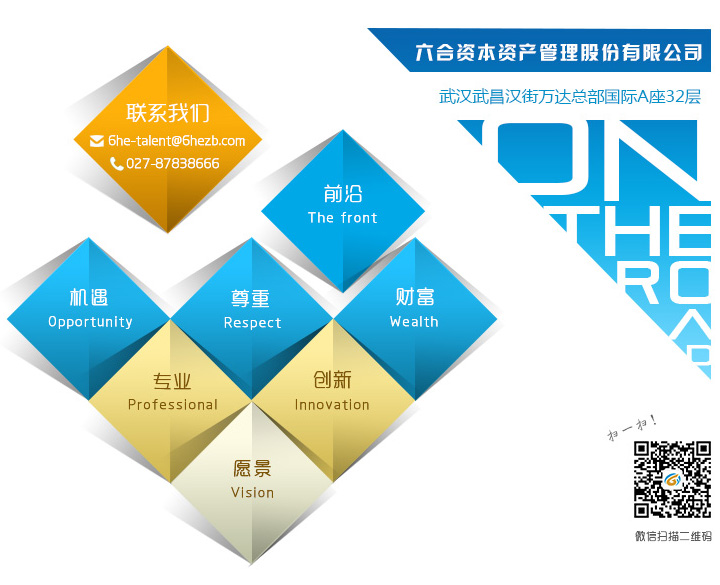 六合资本资产管理股份有限公司
武汉武昌汉街万达总部国际A座32层
联系我们
6he-talent@6hezb.com
027-87838666
前沿
The front
机遇
Opportunity
尊重
Respect
财富
Wealth
专业
Professional
创新
Innovation
愿景
Vision
ON
THE
ROAD
扫一扫!
微信扫描二维码